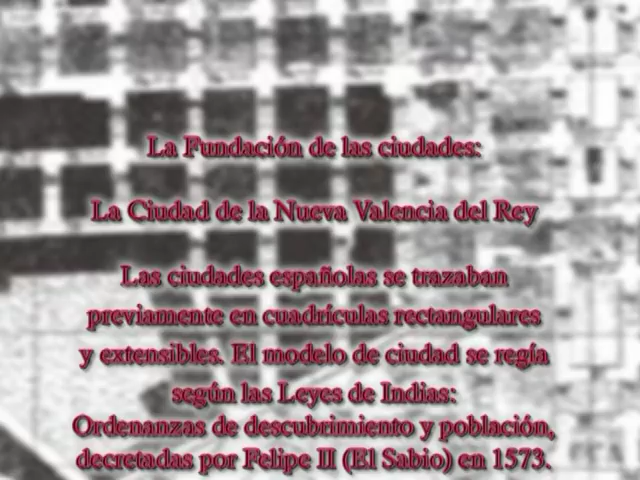 La Fundación de las ciudades:
La Ciudad de la Nueva Valencia del Rey
Las ciudades españolas se trazaban
previamente en cuadrículas rectangulares
y extensibles. El modelo de ciudad se regía
según las Leyes de Indias:
Ordenanzas de descubrimiento y población,
decretadas por Felipe II (El Sabio) en 1573.